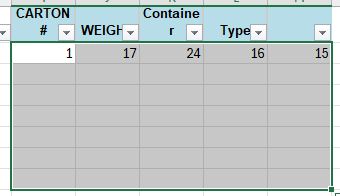 CARTON Containe
# WEIGH r Type
1 17 24 16 15